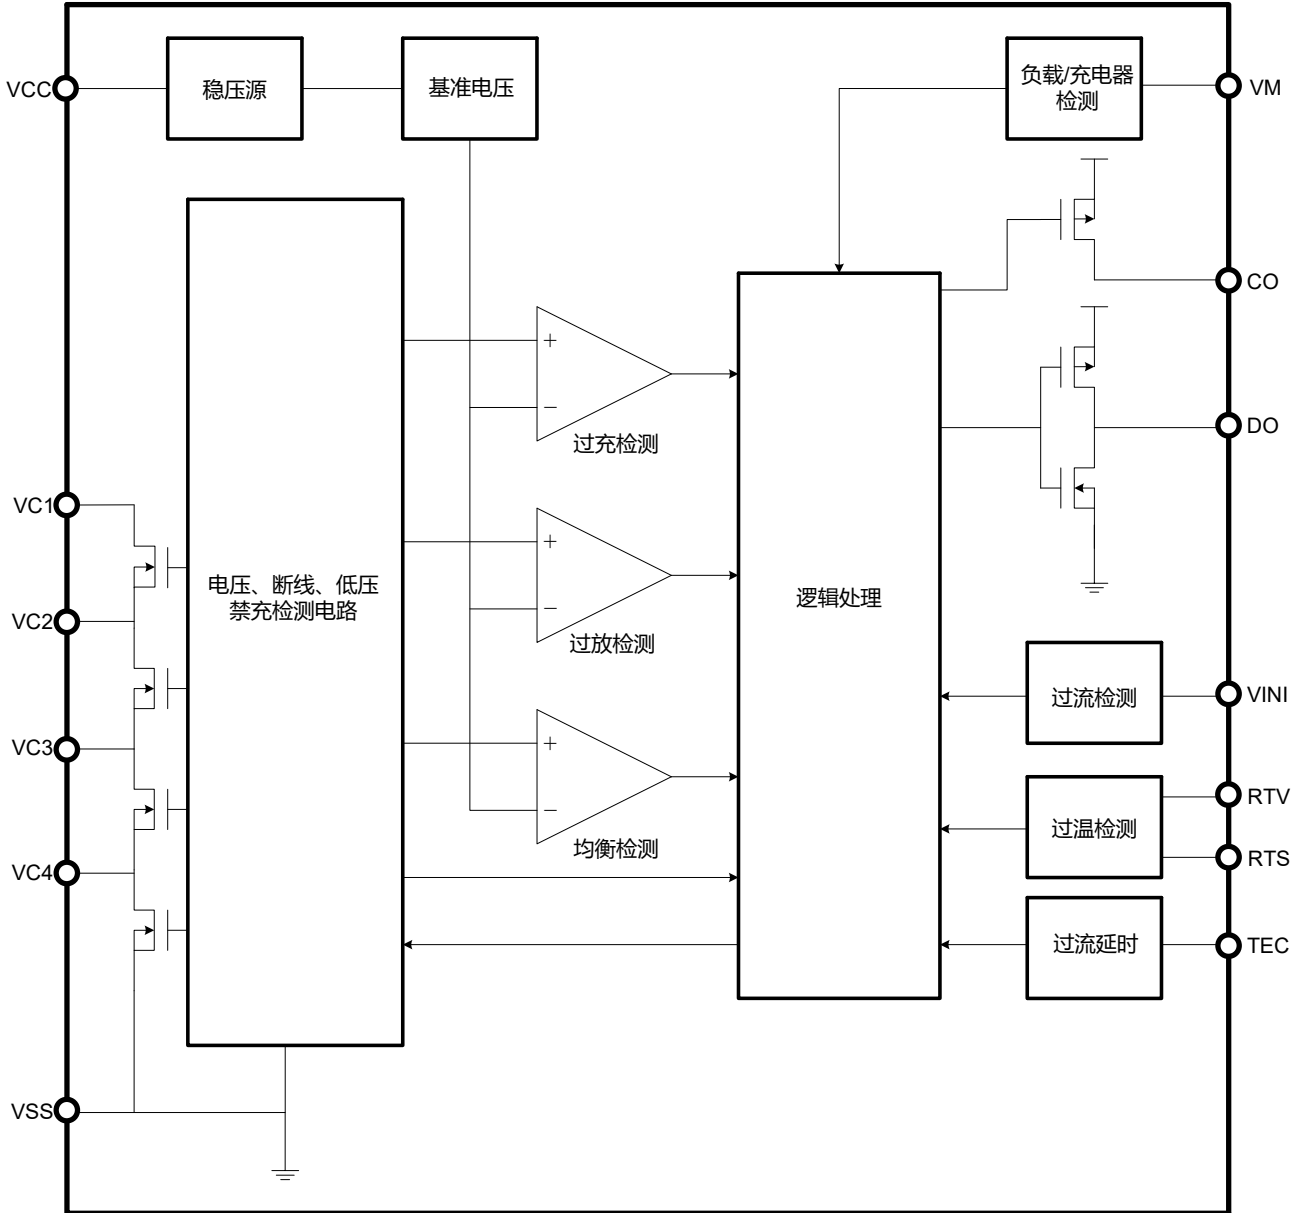 VCC
稳压源
基准电压
负载/充电器
检测
VM
CO
+
−
过充检测
DO
VC1
+
−
过放检测
电压、断线、低压
禁充检测电路
逻辑处理
VC2
过流检测
VINI
VC3
+
−
均衡检测
过温检测
RTV
RTS
VC4
过流延时
TEC
VSS